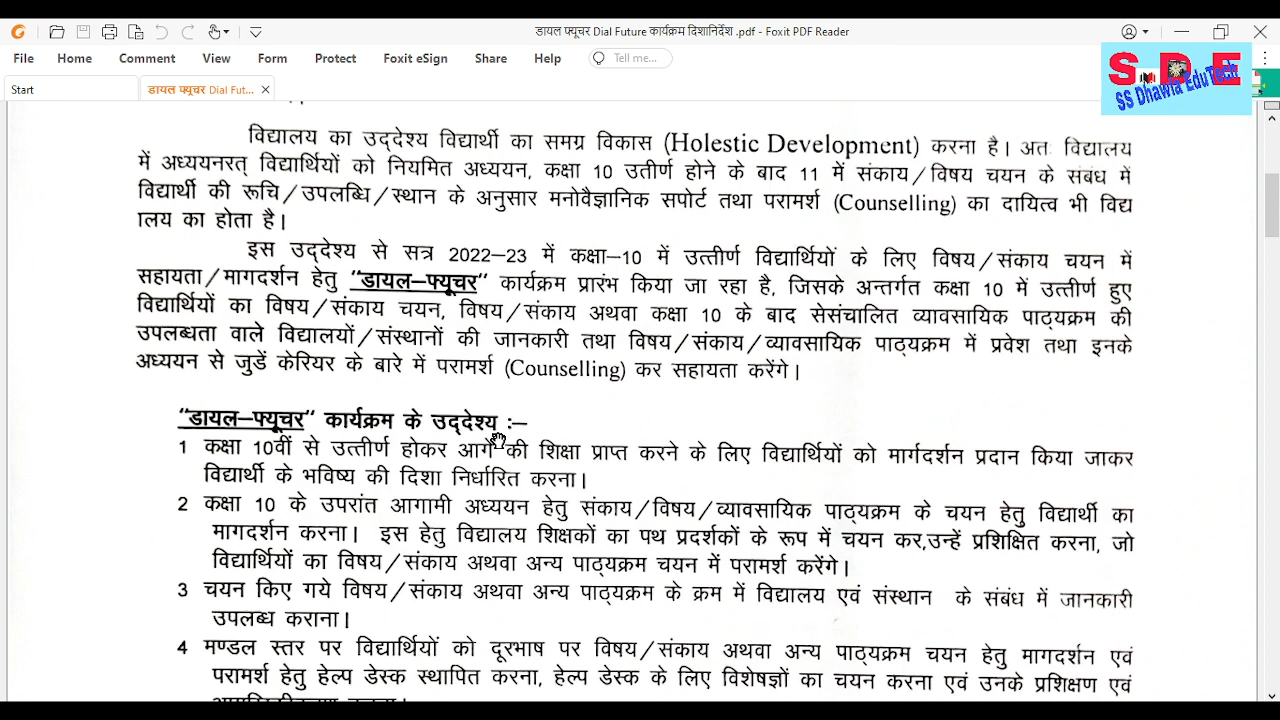 डायल फ्यूचर Dial Future कार्यक्रम दिशानिर्देश .pdf - Foxit PDF Reader
File Home Comment View Form Protect Foxit eSign Share Help Tell me...
S D E
SS Dhawla EduTech
Start डायल फ्यूचर Dial Fut...
विद्यालय का उद्देश्य विद्यार्थी का समग्र विकास (Holestic Development) करना है। अतः विद्यालय
में अध्ययनरत् विद्यार्थियों को नियमित अध्ययन, कक्षा 10 उतीर्ण होने के बाद 11 में संकाय/विषय चयन के संबंध में
विद्यार्थी की रूचि/उपलब्धि/स्थान के अनुसार मनोवैज्ञानिक सपोर्ट तथा परामर्श (Counselling) का दायित्व भी विद्य
ालय का होता है।
इस उद्देश्य से सत्र 2022–23 में कक्षा–10 में उत्तीर्ण विद्यार्थियों के लिए विषय/संकाय चयन में
सहायता/मागदर्शन हेतु "डायल–फ्यूचर" कार्यक्रम प्रारंभ किया जा रहा है, जिसके अन्तर्गत कक्षा 10 में उत्तीर्ण हुए
विद्यार्थियों का विषय/संकाय चयन, विषय/संकाय अथवा कक्षा 10 के बाद सेसंचालित व्यावसायिक पाठ्यक्रम की
उपलब्धता वाले विद्यालयों/संस्थानों की जानकारी तथा विषय/संकाय/व्यावसायिक पाठ्यक्रम में प्रवेश तथा इनके
अध्ययन से जुडें केरियर के बारे में परामर्श (Counselling) कर सहायता करेंगे।
"डायल–फ्यूचर" कार्यक्रम के उद्देश्य :–
1 कक्षा 10वीं से उत्तीर्ण होकर आगे की शिक्षा प्राप्त करने के लिए विद्यार्थियों को मार्गदर्शन प्रदान किया जाकर
विद्यार्थी के भविष्य की दिशा निर्धारित करना।
2 कक्षा 10 के उपरांत आगामी अध्ययन हेतु संकाय/विषय/व्यावसायिक पाठ्यक्रम के चयन हेतु विद्यार्थी का
मागदर्शन करना। इस हेतु विद्यालय शिक्षकों का पथ प्रदर्शकों के रूप में चयन कर,उन्हें प्रशिक्षित करना, जो
विद्यार्थियों का विषय/संकाय अथवा अन्य पाठ्यक्रम चयन में परामर्श करेंगे।
3 चयन किए गये विषय/संकाय अथवा अन्य पाठ्यक्रम के क्रम में विद्यालय एवं संस्थान के संबंध में जानकारी
उपलब्ध कराना।
4 मण्डल स्तर पर विद्यार्थियों को दूरभाष पर विषय/संकाय अथवा अन्य पाठ्यक्रम चयन हेतु मागदर्शन एवं
परामर्श हेतु हेल्प डेस्क स्थापित करना, हेल्प डेस्क के लिए विशेषज्ञों का चयन करना एवं उनके प्रशिक्षण एवं